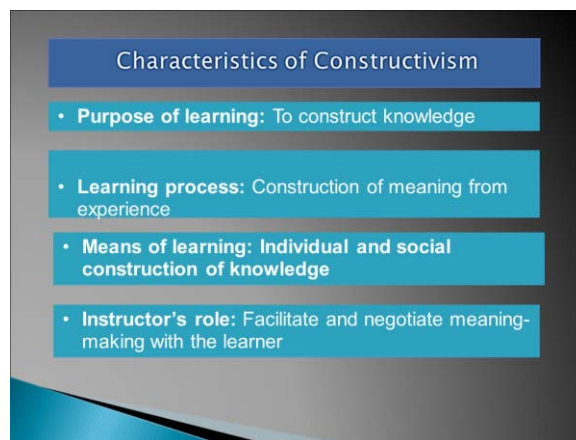 Characteristics of Constructivism
• Purpose of learning: To construct knowledge
• Learning process: Construction of meaning from
experience
• Means of learning: Individual and social
construction of knowledge
• Instructor's role: Facilitate and negotiate meaning-
making with the learner